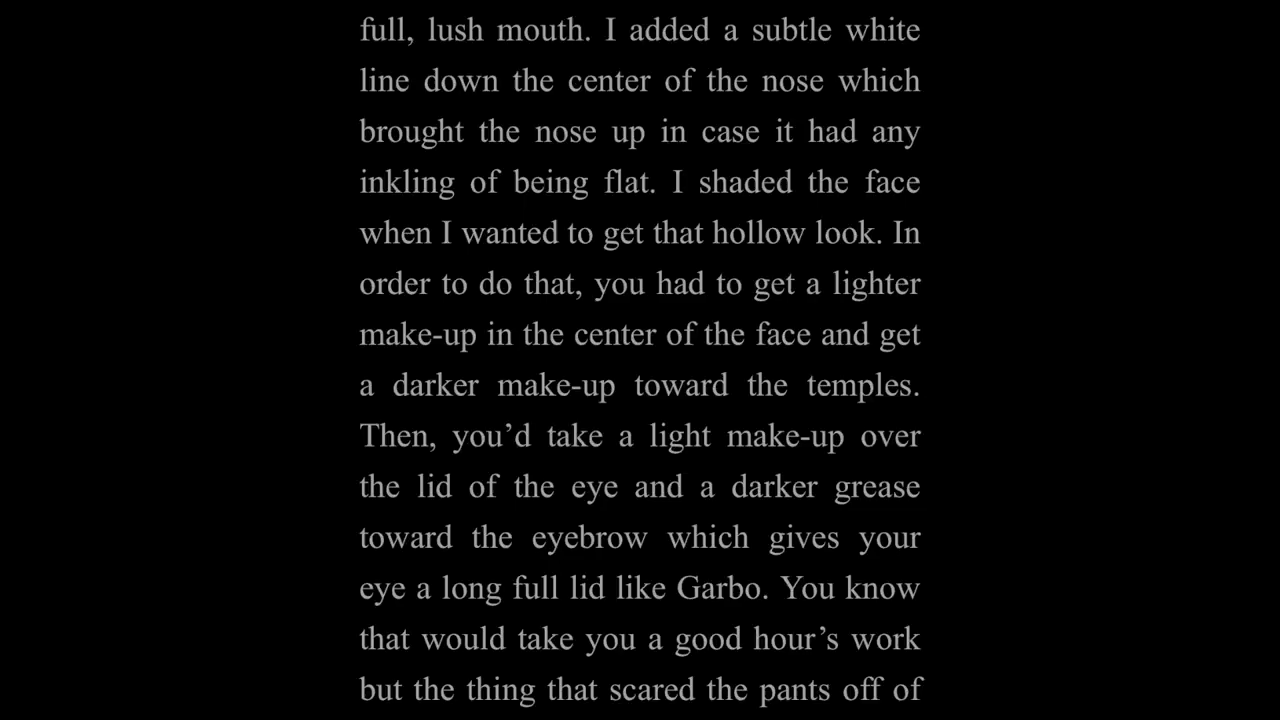 full, lush mouth. I added a subtle white
line down the center of the nose which
brought the nose up in case it had any
inkling of being flat. I shaded the face
when I wanted to get that hollow look. In
order to do that, you had to get a lighter
make-up in the center of the face and get
a darker make-up toward the temples.
Then, you’d take a light make-up over
the lid of the eye and a darker grease
toward the eyebrow which gives your
eye a long full lid like Garbo. You know
that would take you a good hour’s work
but the thing that scared the pants off of